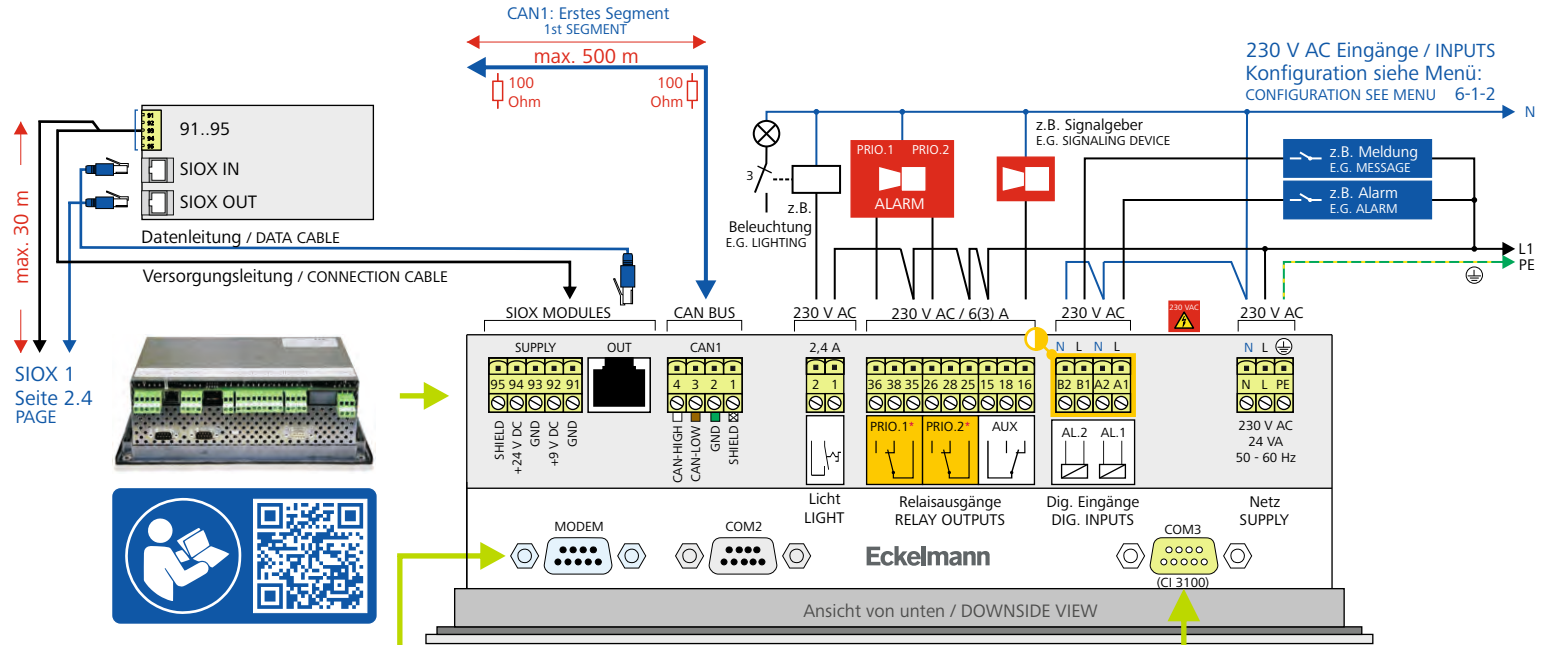 CAN1: Erstes Segment
1st SEGMENT
max. 500 m
100
Ohm
100
Ohm
230 V AC Eingänge / INPUTS
Konfiguration siehe Menü:
CONFIGURATION SEE MENU 6-1-2
N
91
92
93
94
95
91..95
SIOX IN
SIOX OUT
max. 30 m
Datenleitung / DATA CABLE
Versorgungsleitung / CONNECTION CABLE
SIOX 1
Seite 2.4
PAGE
3
z.B.
Beleuchtung
E.G. LIGHTING
PRIO.1 PRIO.2
ALARM
z.B. Signalgeber
E.G. SIGNALING DEVICE
z.B. Meldung
E.G. MESSAGE
z.B. Alarm
E.G. ALARM
L1
PE
230 VAC
SIOX MODULES
CAN BUS
230 V AC
230 V AC / 6(3) A
230 V AC
230 V AC
SUPPLY
OUT
CAN1
2,4 A
N L N L
N L
95 94 93 92 91
4 3 2 1
2 1
36 38 35 26 28 25 15 18 16
B2 B1 A2 A1
N L PE
SHIELD
+24 V DC
GND
+9 V DC
GND
CAN-HIGH
CAN-LOW
GND
SHIELD
PRIO.1*
PRIO.2*
AUX
AL.2
AL.1
230 V AC
24 VA
50 - 60 Hz
Licht
LIGHT
Relaisausgänge
RELAY OUTPUTS
Dig. Eingänge
DIG. INPUTS
Netz
SUPPLY
MODEM
COM2
Eckelmann
COM3
(CI 3100)
Ansicht von unten / DOWNSIDE VIEW